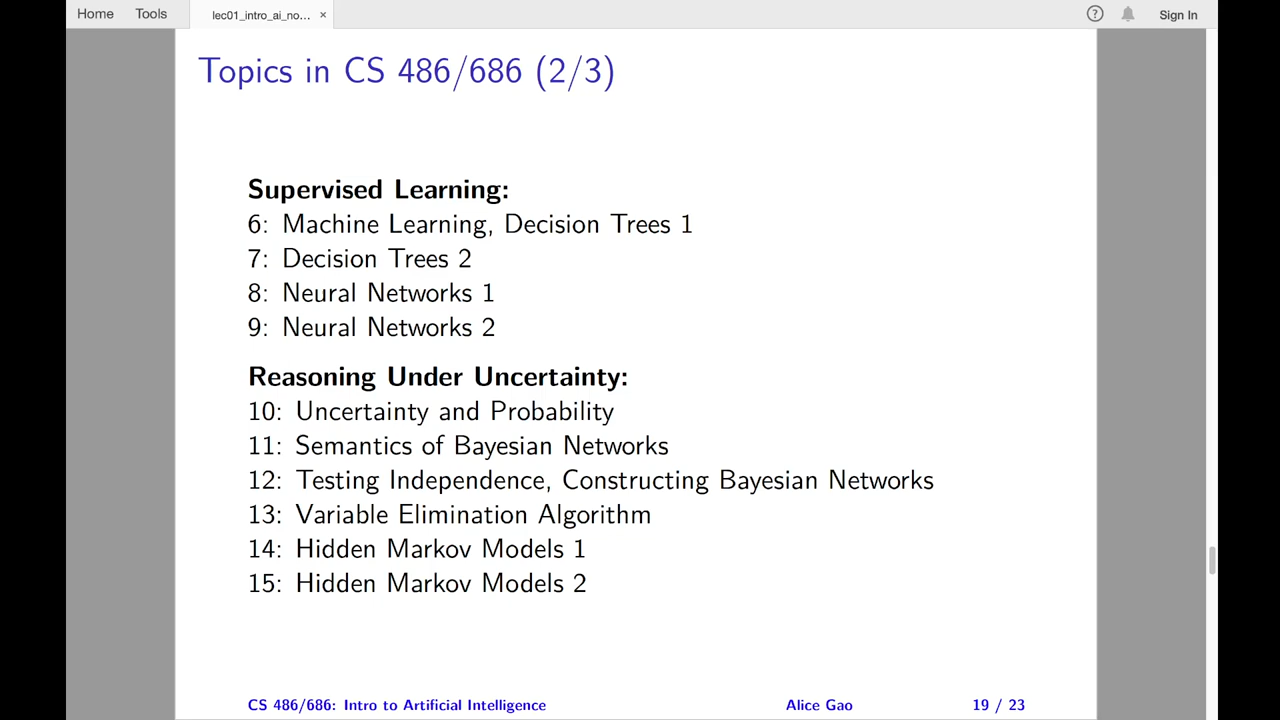 Home Tools lec01_intro_ai_no... × ? Sign In
Topics in CS 486/686 (2/3)
Supervised Learning:
6: Machine Learning, Decision Trees 1
7: Decision Trees 2
8: Neural Networks 1
9: Neural Networks 2
Reasoning Under Uncertainty:
10: Uncertainty and Probability
11: Semantics of Bayesian Networks
12: Testing Independence, Constructing Bayesian Networks
13: Variable Elimination Algorithm
14: Hidden Markov Models 1
15: Hidden Markov Models 2
CS 486/686: Intro to Artificial Intelligence Alice Gao 19 / 23